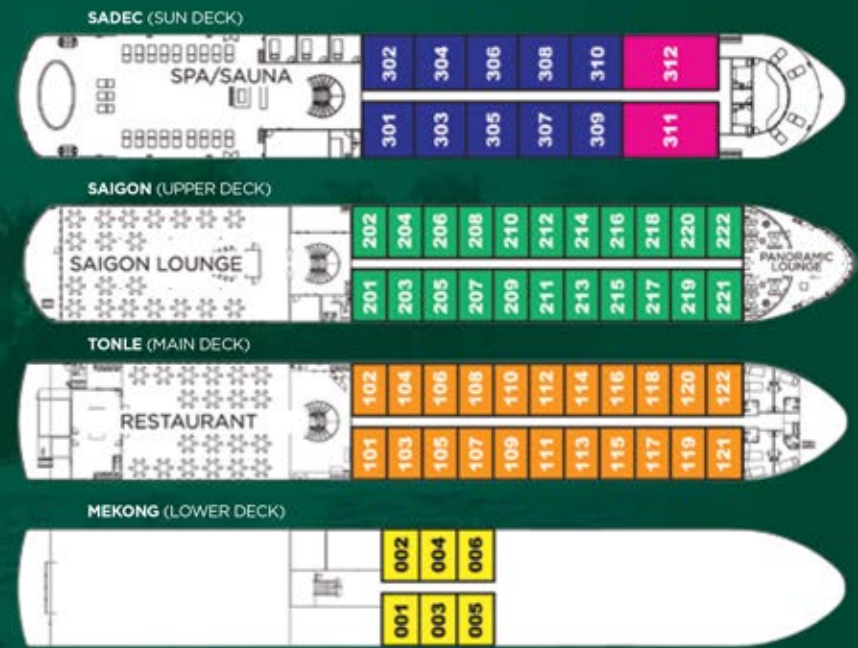 SADEC (SUN DECK)
302 304 306 308 310 312
SPA/SAUNA
301 303 305 307 309 311
SAIGON (UPPER DECK)
202 204 206 208 210 212 214 216 218 220 222
SAIGON LOUNGE
PANORAMIC
LOUNGE
201 203 205 207 209 211 213 215 217 219 221
TONLE (MAIN DECK)
102 104 106 108 110 112 114 116 118 120 122
RESTAURANT
101 103 105 107 109 111 113 115 117 119 121
MEKONG (LOWER DECK)
002 004 006
001 003 005